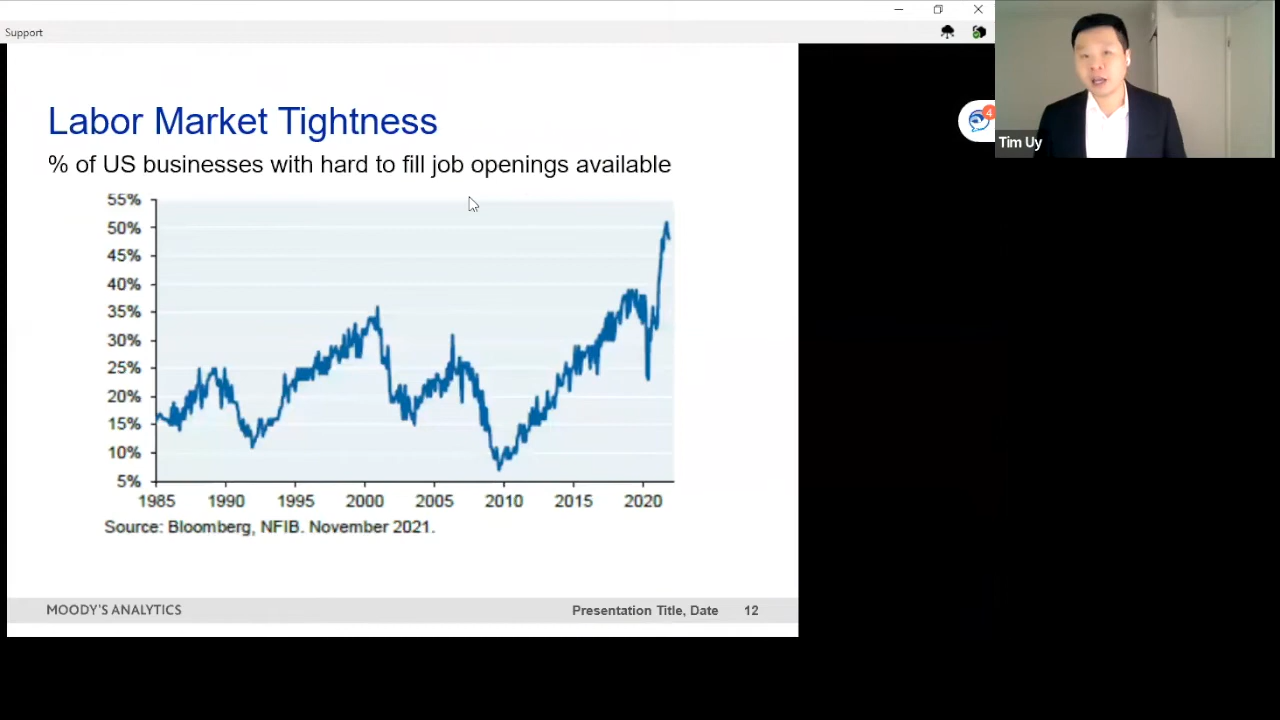 Support
4
Tim Uy
Labor Market Tightness
% of US businesses with hard to fill job openings available
55%
50%
45%
40%
35%
30%
25%
20%
15%
10%
5%
1985 1990 1995 2000 2005 2010 2015 2020
Source: Bloomberg, NFIB. November 2021.
MOODY'S ANALYTICS Presentation Title, Date 12